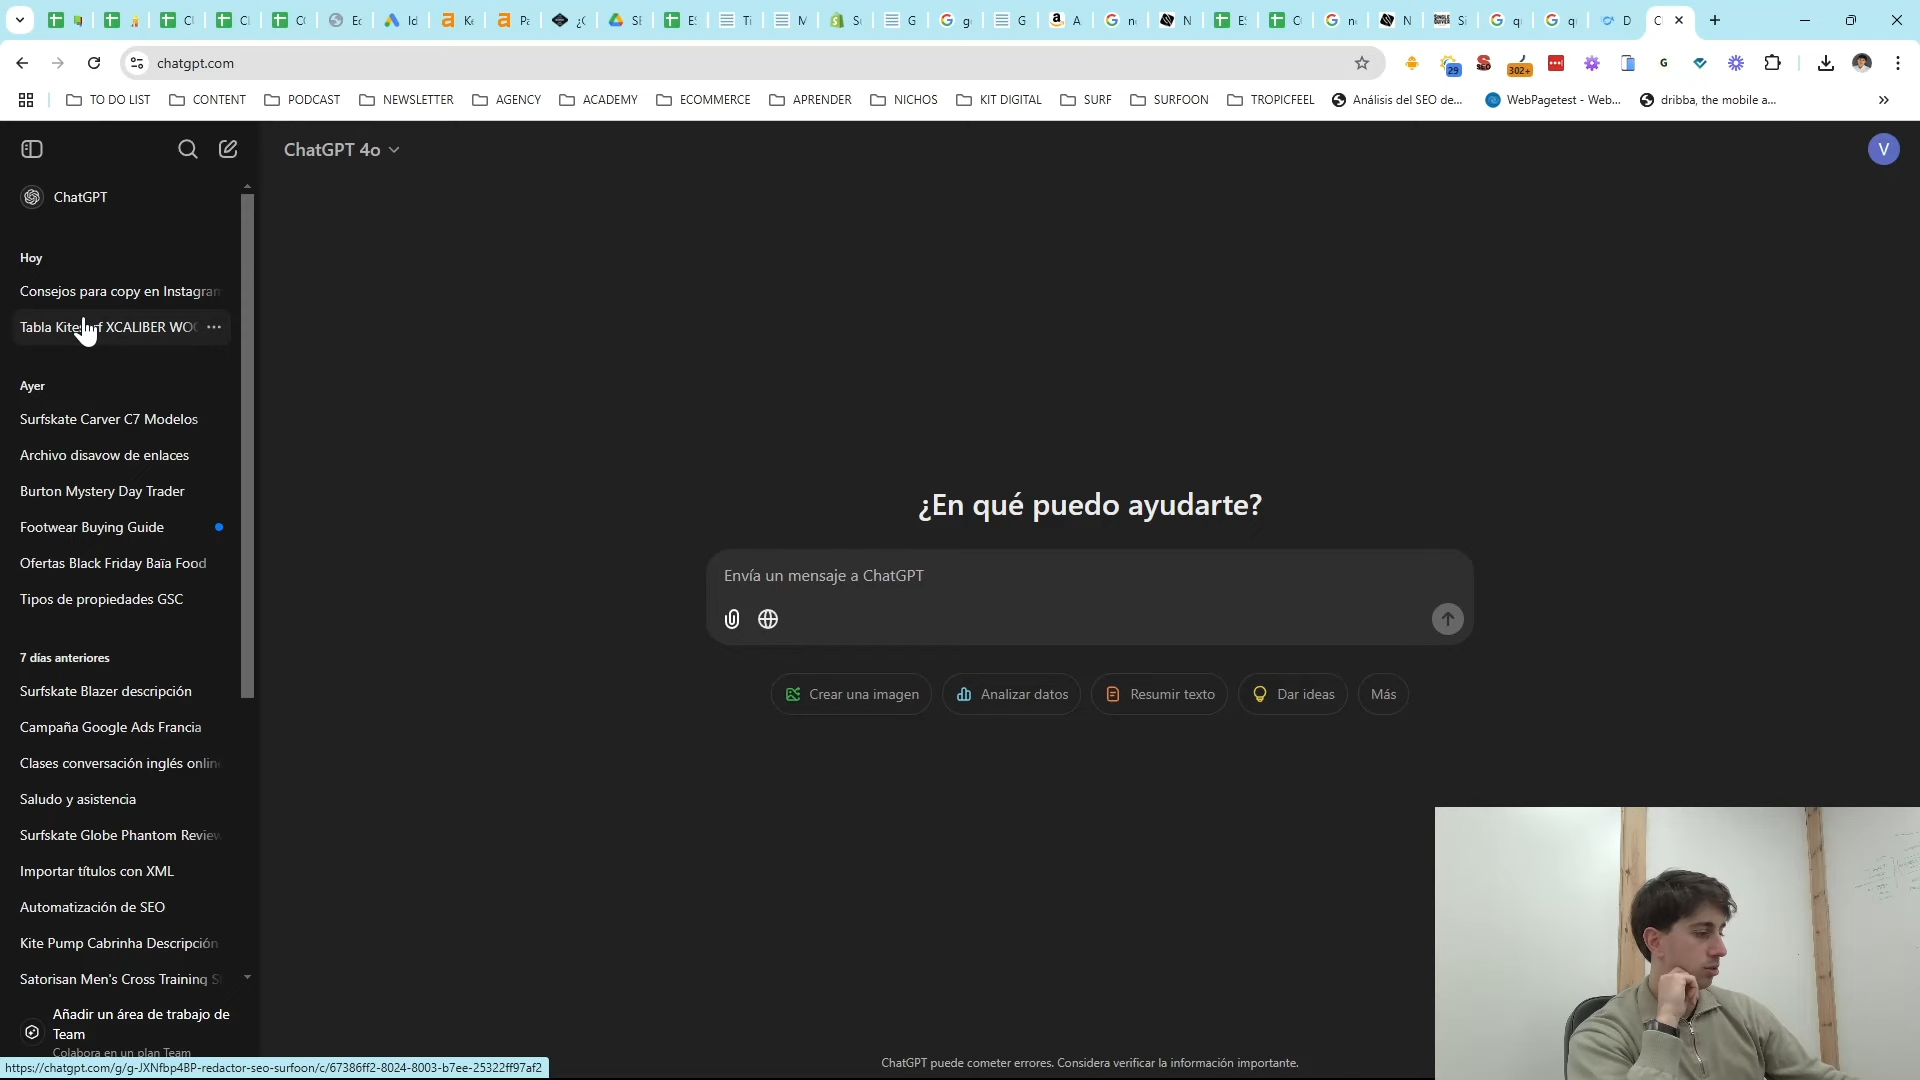 Ti
M
G
G
A
N
N
D
chatgpt.com
29
302+
G
TO DO LIST
CONTENT
PODCAST
NEWSLETTER
AGENCY
ACADEMY
ECOMMERCE
APRENDER
NICHOS
KIT DIGITAL
SURF
SURFOON
TROPICFEEL
Análisis del SEO de...
WebPagetest - Web...
dribba, the mobile a...
ChatGPT 4o
V
ChatGPT
Hoy
Consejos para copy en Instagram
Tabla Kitesurf XCALIBER WOO
Ayer
Surfskate Carver C7 Modelos
Archivo disavow de enlaces
Burton Mystery Day Trader
Footwear Buying Guide
Ofertas Black Friday Baïa Food
Tipos de propiedades GSC
7 días anteriores
Surfskate Blazer descripción
Campaña Google Ads Francia
Clases conversación inglés online
Saludo y asistencia
Surfskate Globe Phantom Review
Importar títulos con XML
Automatización de SEO
Kite Pump Cabrinha Descripción
Satorisan Men's Cross Training S
Añadir un área de trabajo de
Team
Colabora en un plan Team
¿En qué puedo ayudarte?
Envía un mensaje a ChatGPT
Crear una imagen
Analizar datos
Resumir texto
Dar ideas
Más
ChatGPT puede cometer errores. Considera verificar la información importante.
https://chatgpt.com/g/g-JXNfbp4BP-redactor-seo-surfoon/c/67386ff2-8024-8003-b7ee-25322ff97af2